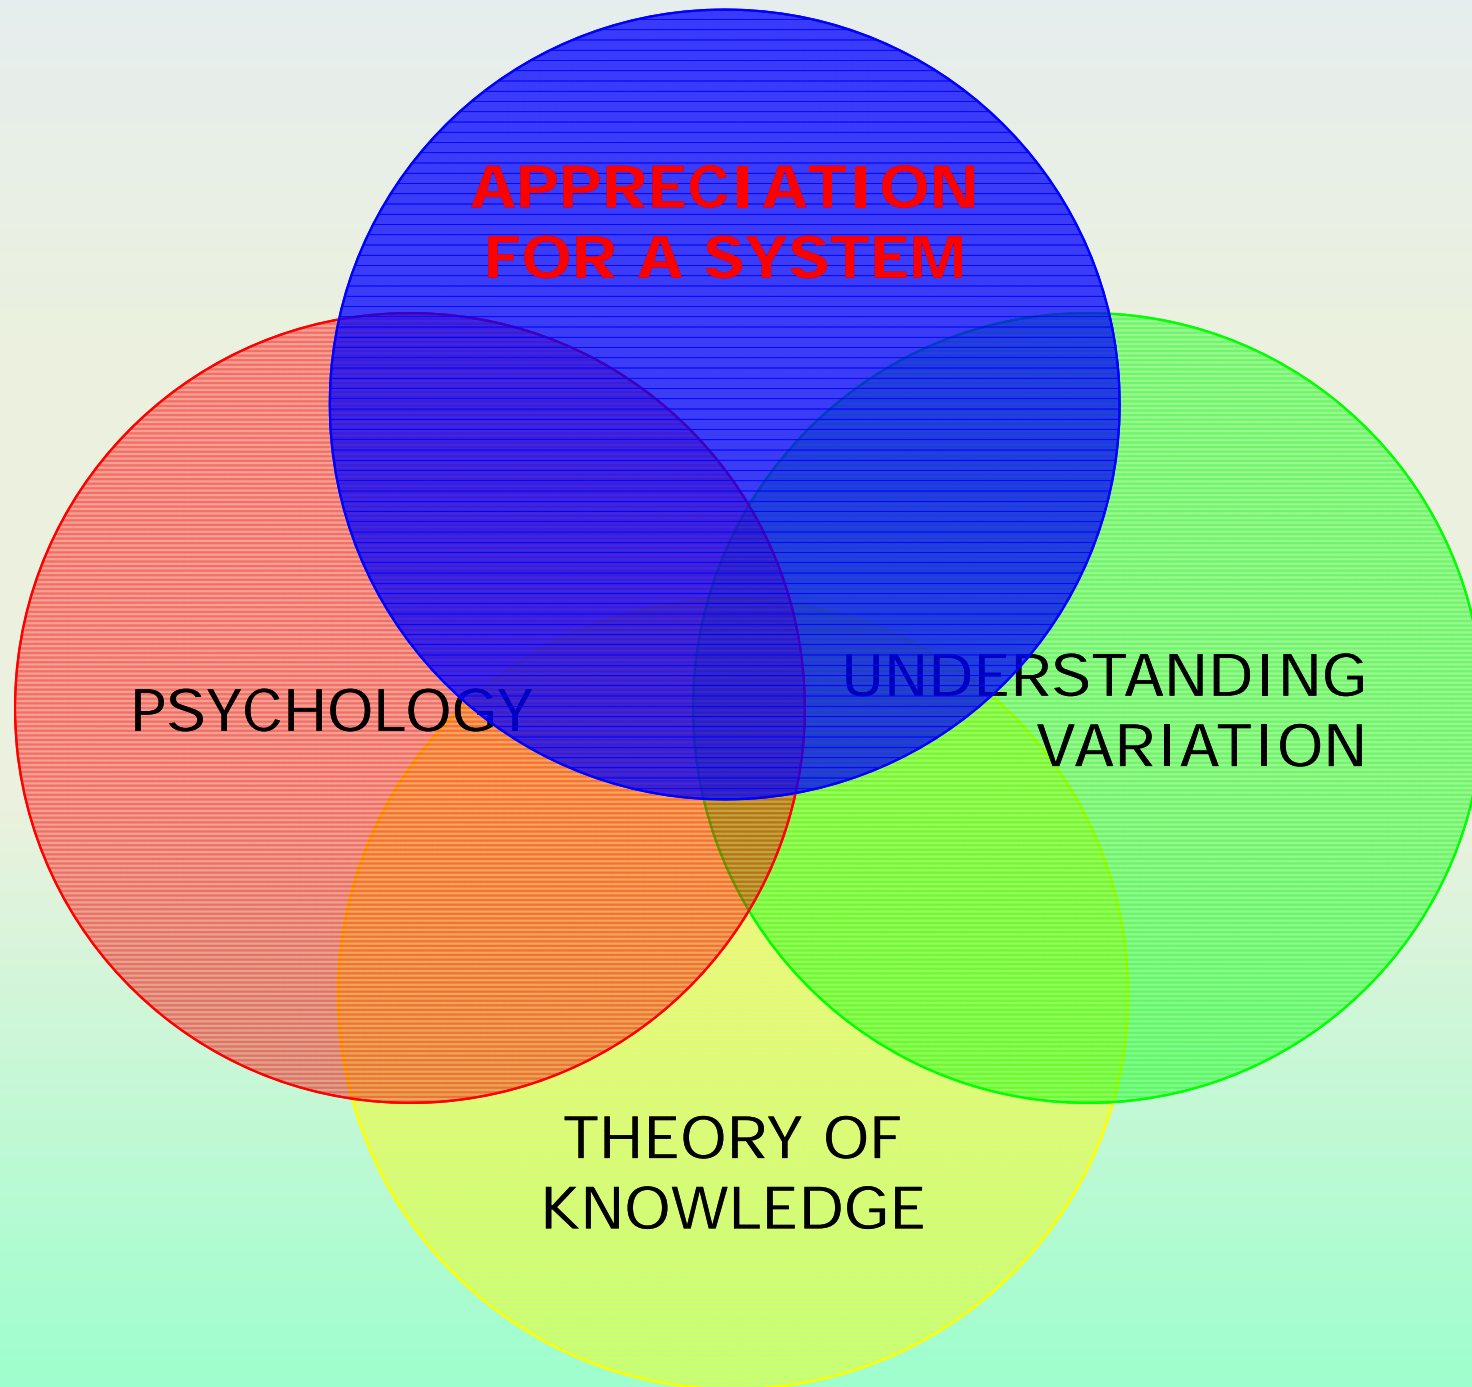 APPRECIATION
FOR A SYSTEM
PSYCHOLOGY
UNDERSTANDING
VARIATION
THEORY OF
KNOWLEDGE